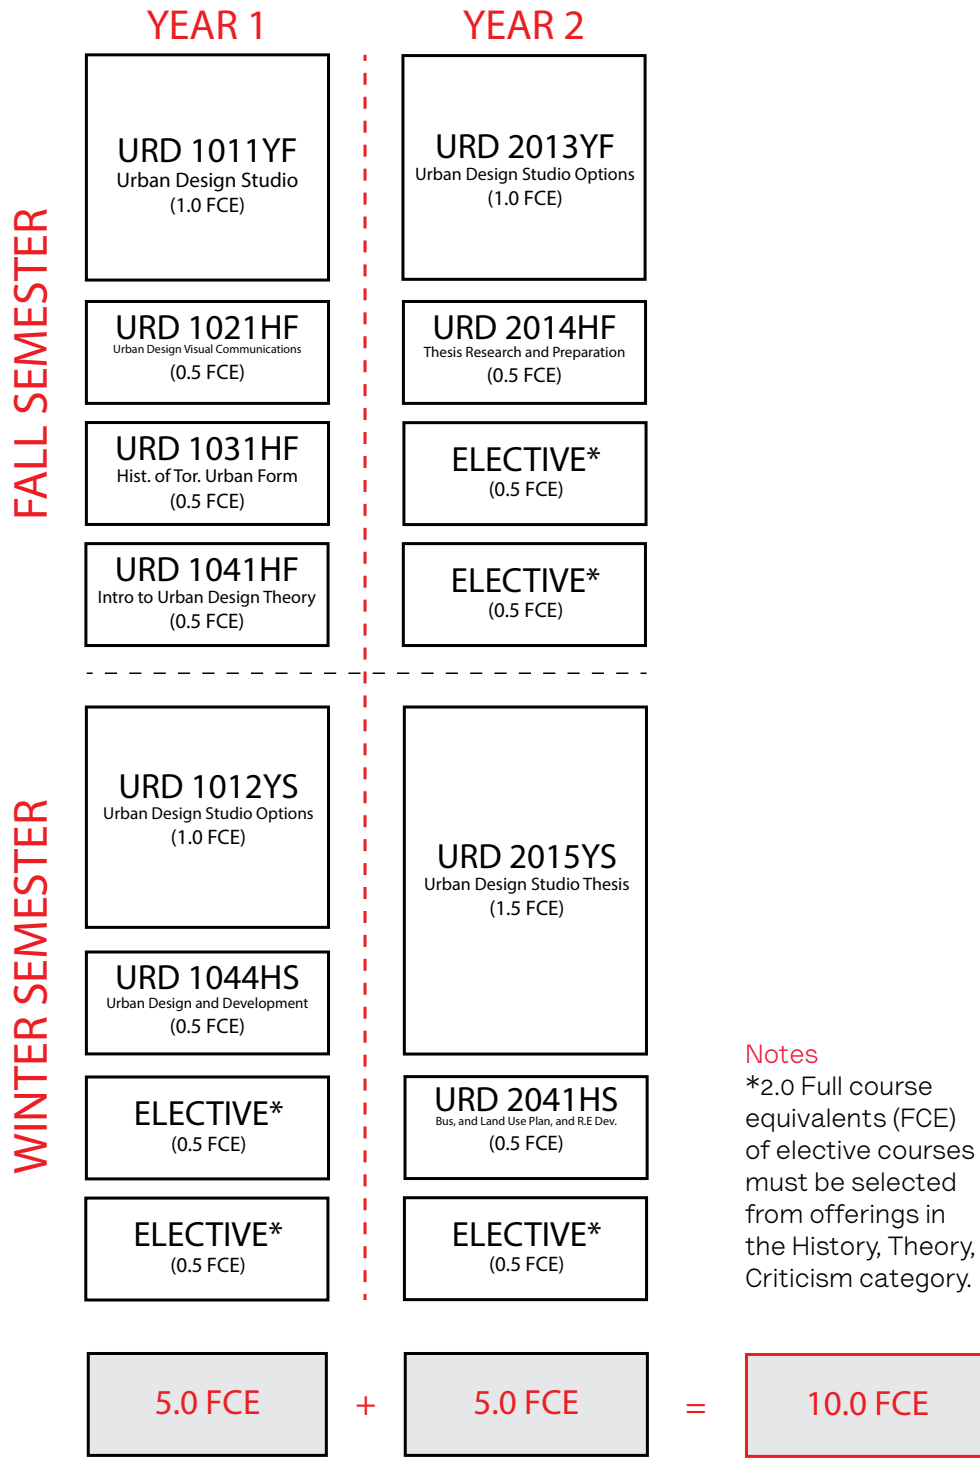 YEAR 1
YEAR 2
FALL SEMESTER
URD 1011YF
Urban Design Studio
(1.0 FCE)
URD 2013YF
Urban Design Studio Options
(1.0 FCE)
URD 1021HF
Urban Design Visual Communications
(0.5 FCE)
URD 2014HF
Thesis Research and Preparation
(0.5 FCE)
URD 1031HF
Hist. of Tor. Urban Form
(0.5 FCE)
ELECTIVE*
(0.5 FCE)
URD 1041HF
Intro to Urban Design Theory
(0.5 FCE)
ELECTIVE*
(0.5 FCE)
WINTER SEMESTER
URD 1012YS
Urban Design Studio Options
(1.0 FCE)
URD 2015YS
Urban Design Studio Thesis
(1.5 FCE)
URD 1044HS
Urban Design and Development
(0.5 FCE)
ELECTIVE*
(0.5 FCE)
URD 2041HS
Bus, and Land Use Plan, and R.E Dev.
(0.5 FCE)
ELECTIVE*
(0.5 FCE)
ELECTIVE*
(0.5 FCE)
Notes
*2.0 Full course
equivalents (FCE)
of elective courses
must be selected
from offerings in
the History, Theory,
Criticism category.
5.0 FCE + 5.0 FCE = 10.0 FCE